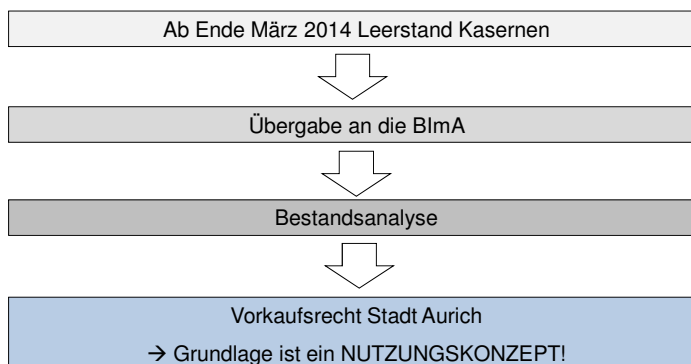 Ab Ende März 2014 Leerstand Kasernen
Übergabe an die BImA
Bestandsanalyse
Vorkaufsrecht Stadt Aurich
→ Grundlage ist ein NUTZUNGSKONZEPT!